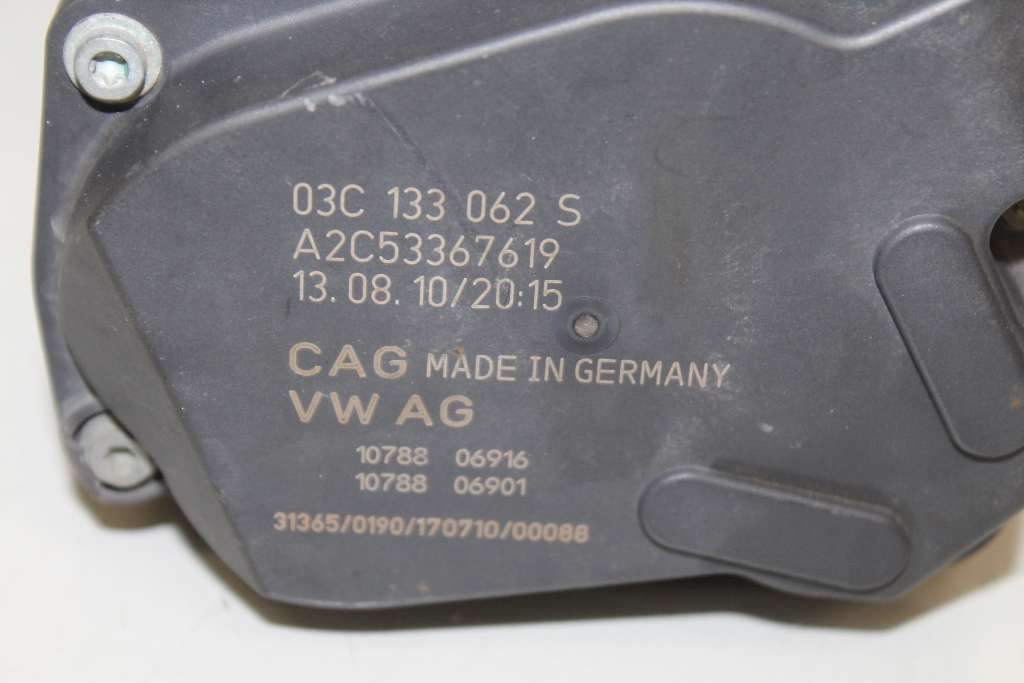 03C 133 062 S
A2C53367619
13.08.10/20:15
CAG MADE IN GERMANY
VW AG
10788 06916
10788 06901
31365/0190/170710/00088